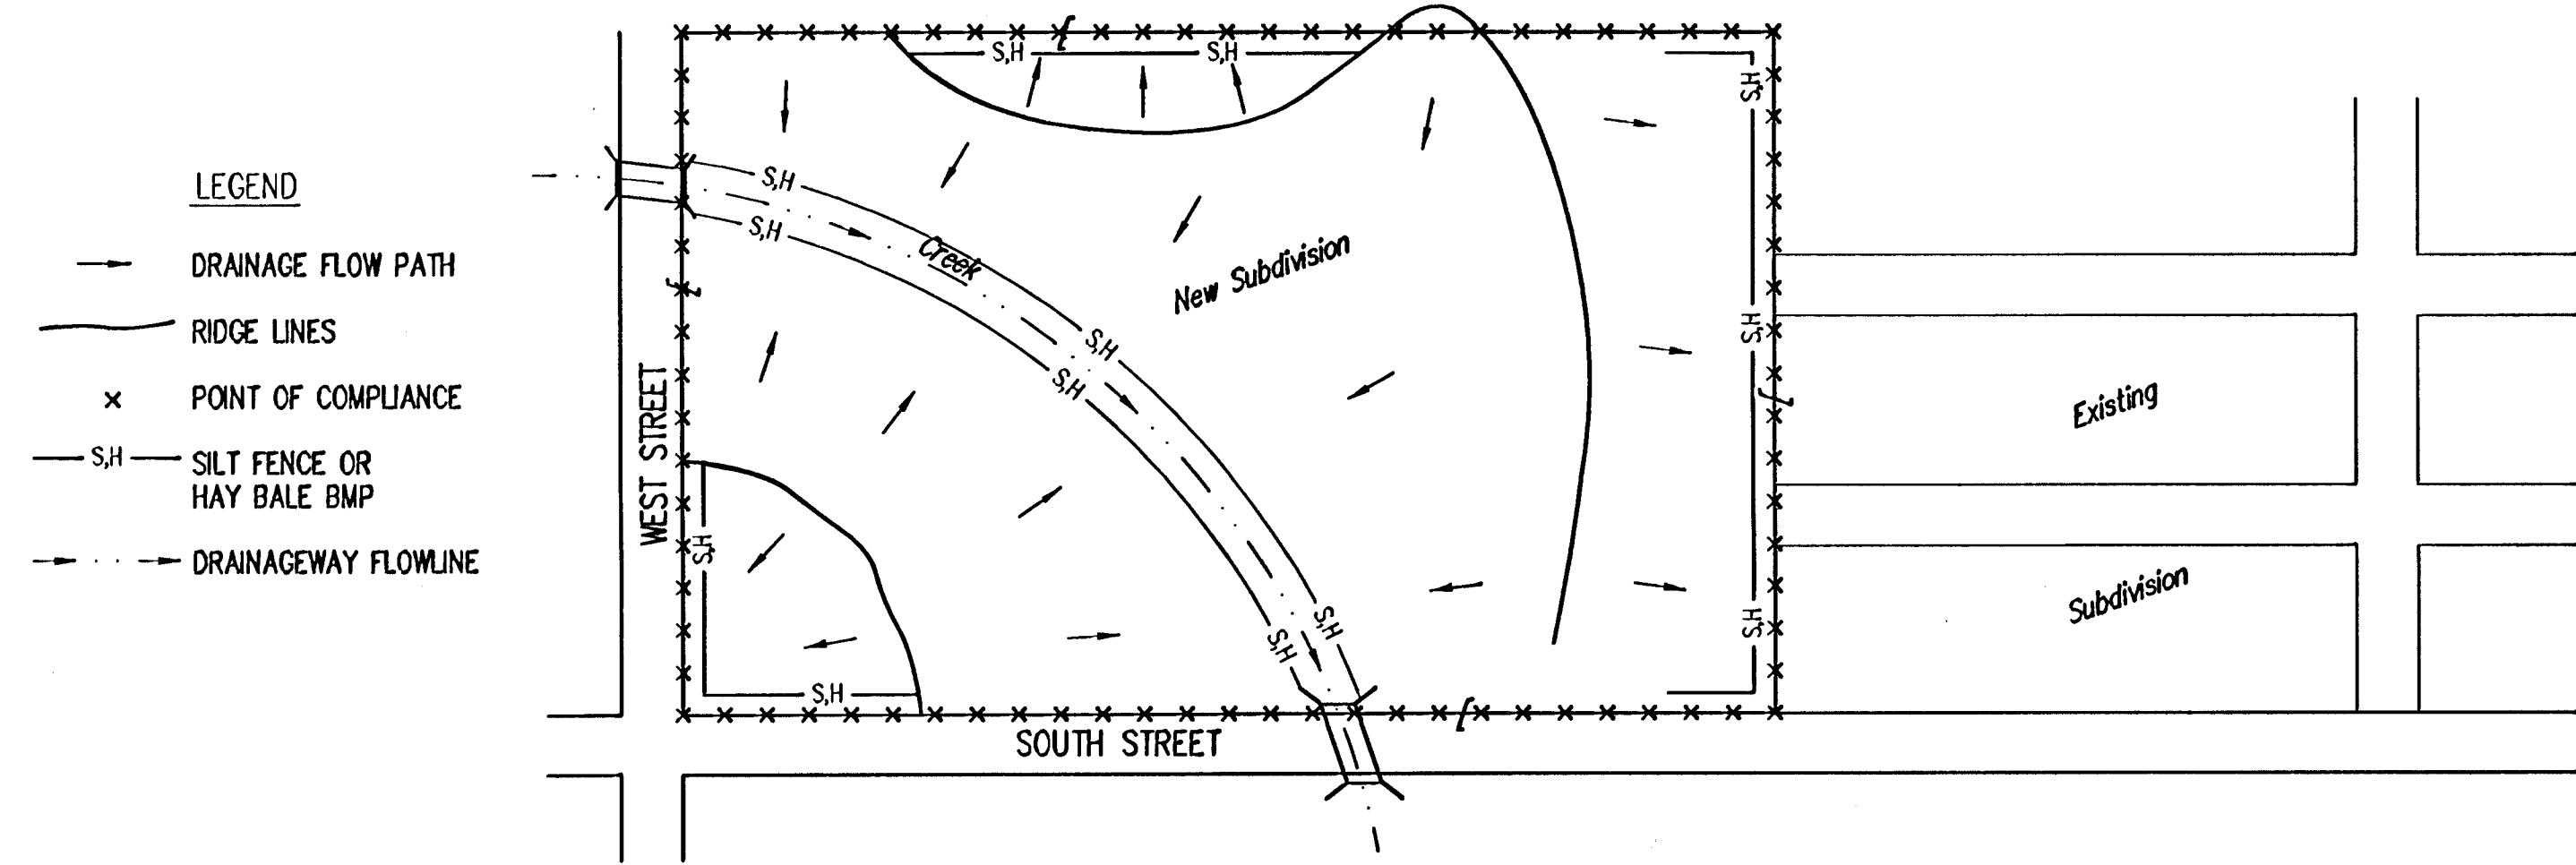 LEGEND
DRAINAGE FLOW PATH
RIDGE LINES
x POINT OF COMPLIANCE
S,H SILT FENCE OR
HAY BALE BMP
DRAINAGEWAY FLOWLINE
S,H
S,H
S,H
S,H
Creek
New Subdivision
S,H
S,H
S,H
S,H
S,H
S,H
S,H
S,H
S,H
S,H
WEST STREET
SOUTH STREET
Existing
Subdivision